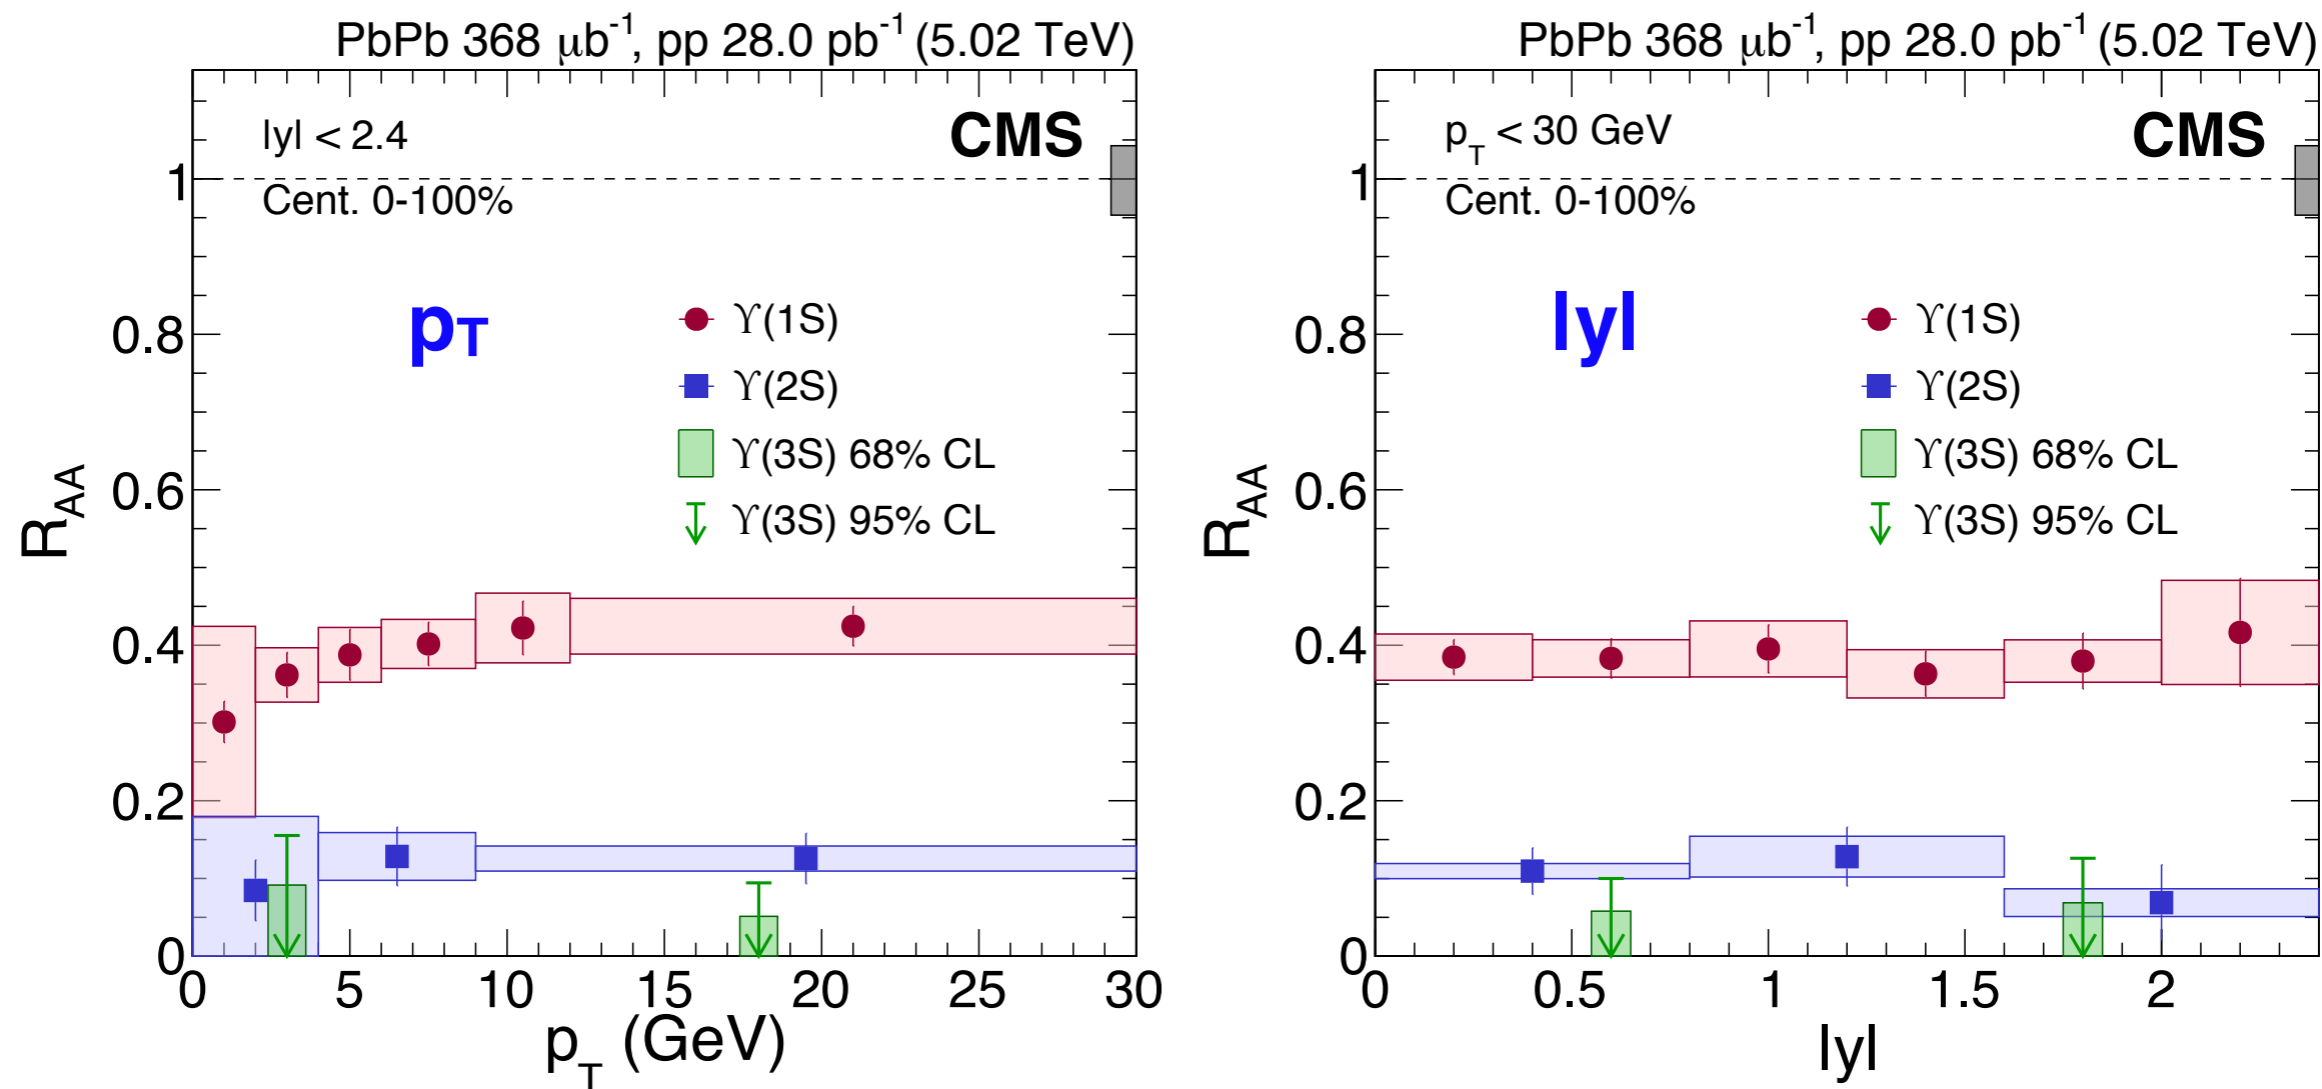 PbPb 368 μb-1, pp 28.0 pb-1 (5.02 TeV)
|y| < 2.4
CMS
Cent. 0-100%
pT
ϒ(1S)
ϒ(2S)
ϒ(3S) 68% CL
ϒ(3S) 95% CL
RAA
1
0.8
0.6
0.4
0.2
0
0 5 10 15 20 25 30
pT (GeV)
PbPb 368 μb-1, pp 28.0 pb-1 (5.02 TeV)
pT < 30 GeV
CMS
Cent. 0-100%
|y|
ϒ(1S)
ϒ(2S)
ϒ(3S) 68% CL
ϒ(3S) 95% CL
RAA
1
0.8
0.6
0.4
0.2
0
0 0.5 1 1.5 2
|y|